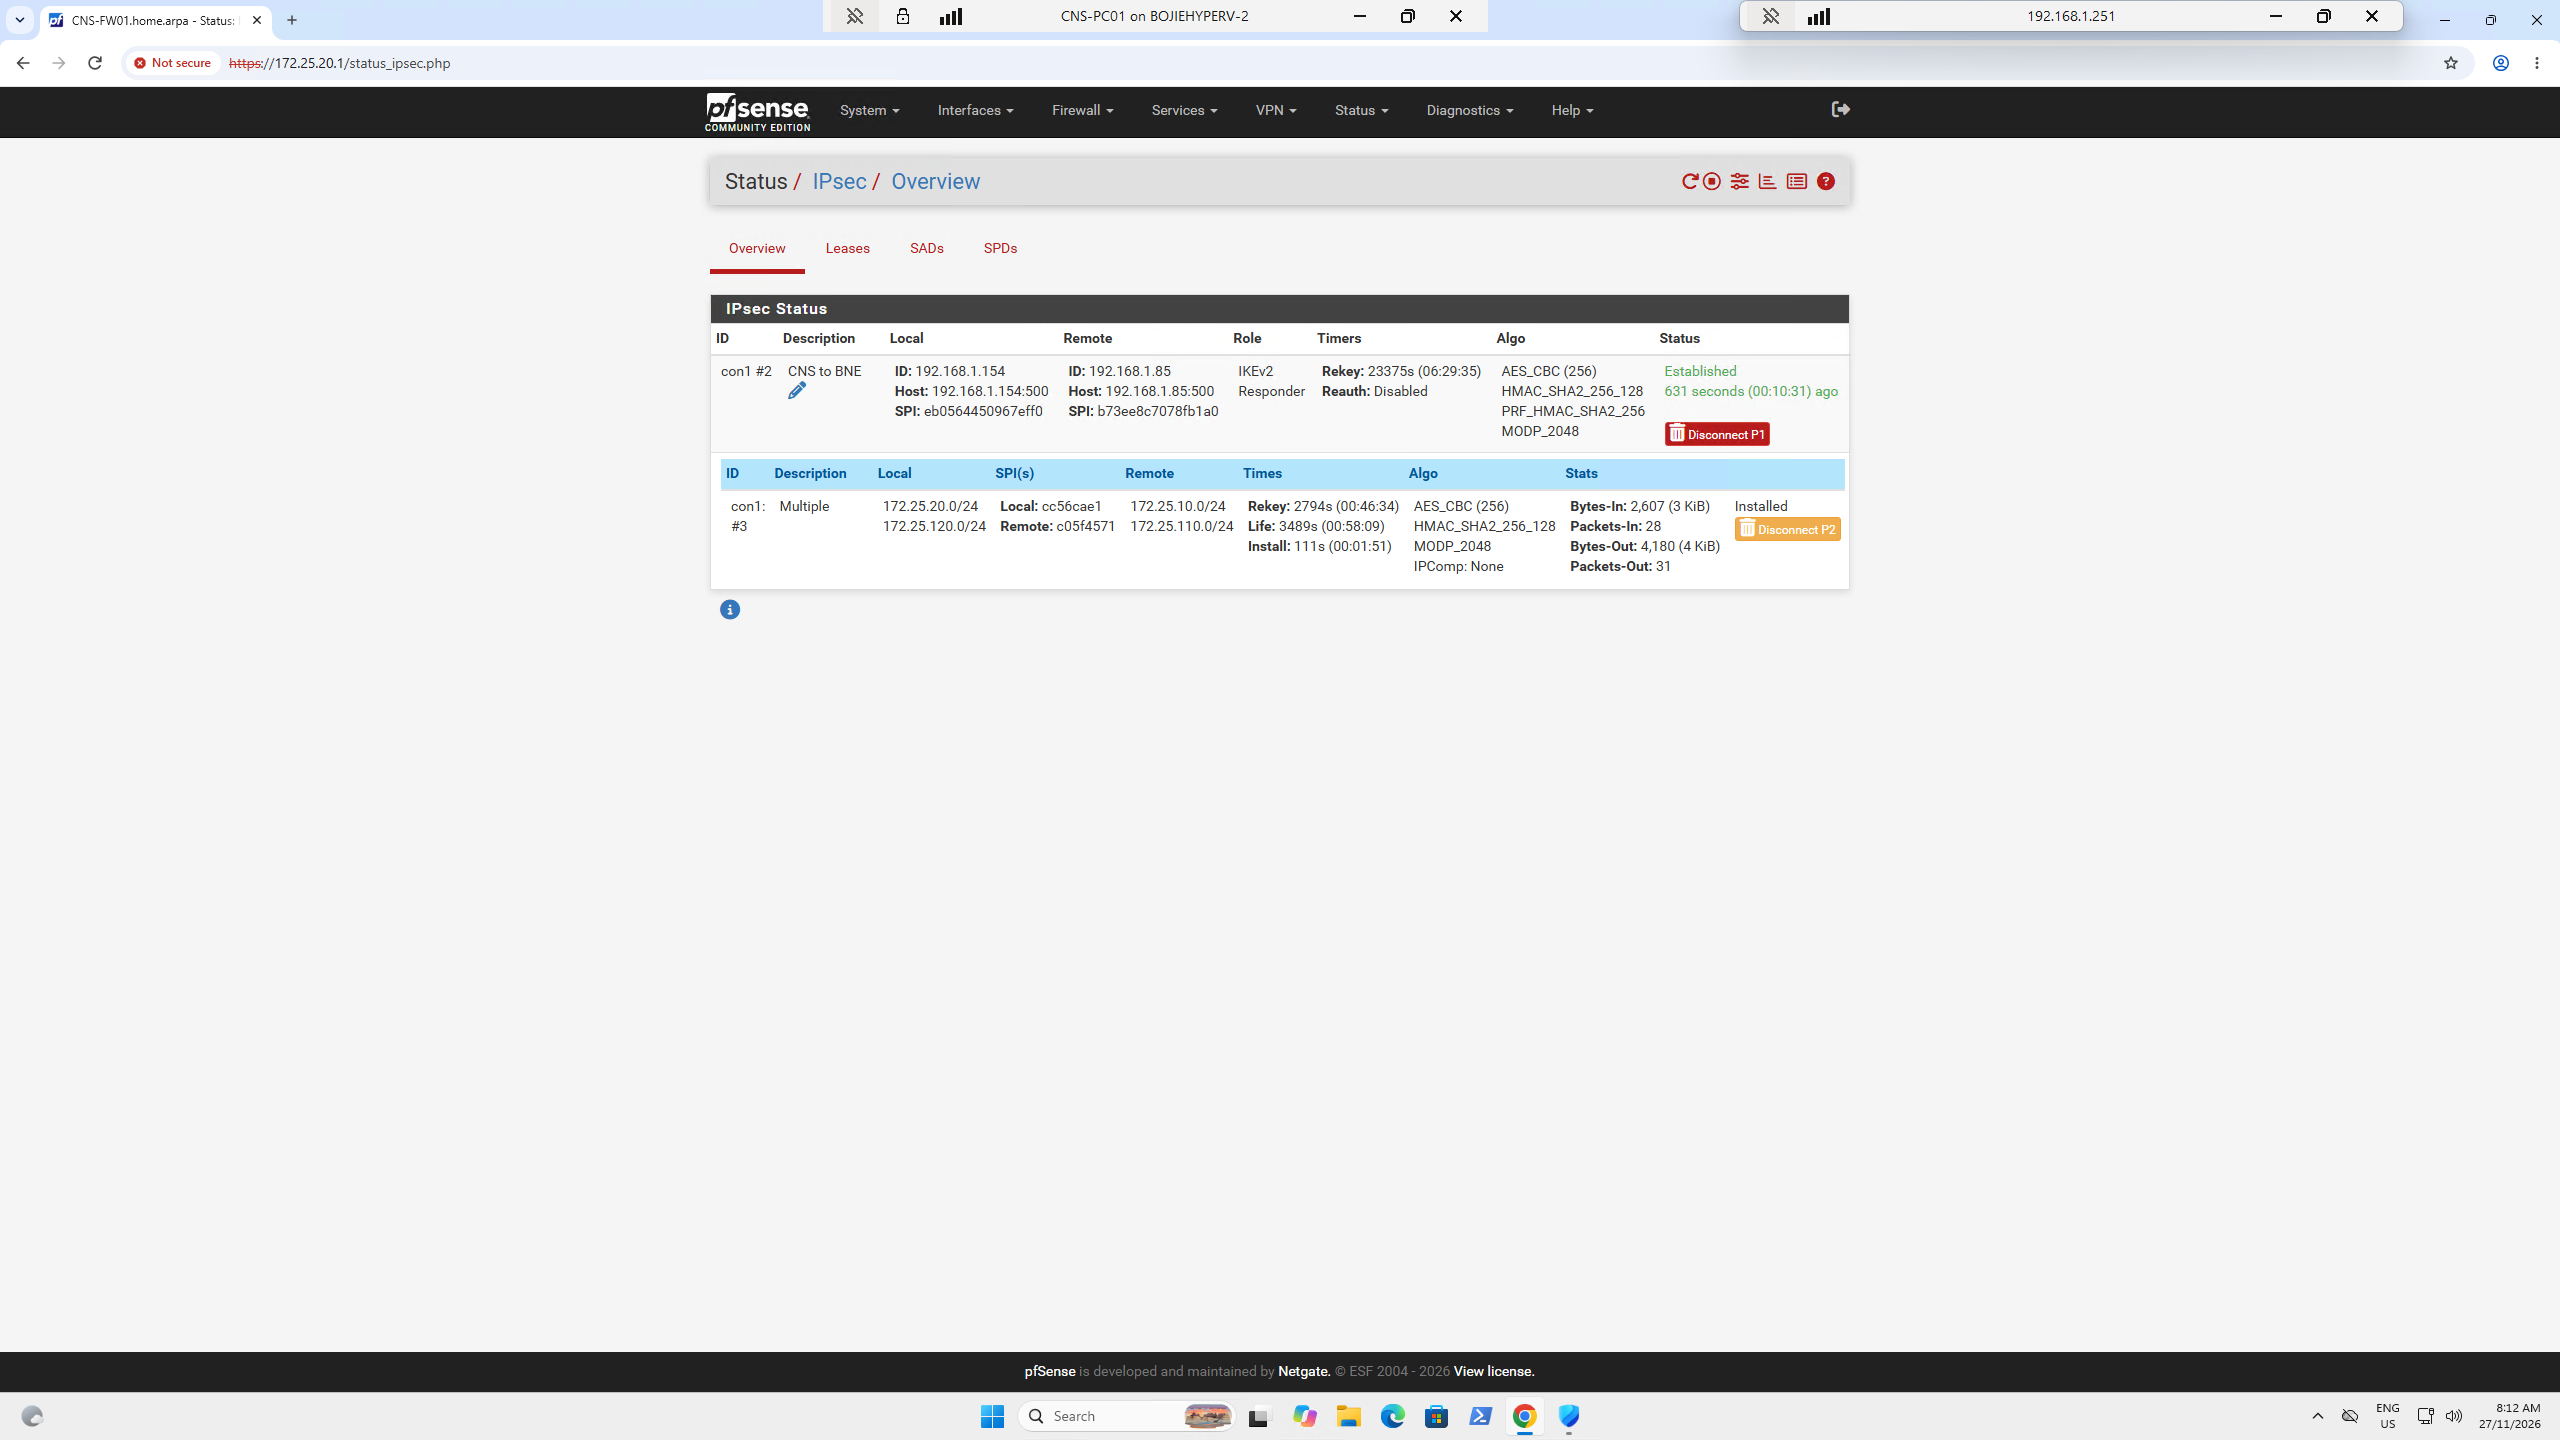 CNS-FW01.home.arpa - Status:
CNS-PC01 on BOJIEHYPERV-2
192.168.1.251
Not secure
https://172.25.20.1/status_ipsec.php
pfsense
COMMUNITY EDITION
System
Interfaces
Firewall
Services
VPN
Status
Diagnostics
Help
Status / IPsec / Overview
Overview
Leases
SADs
SPDs
IPsec Status
ID Description Local Remote Role Timers Algo Status
con1 #2 CNS to BNE ID: 192.168.1.154 ID: 192.168.1.85 IKEv2 Rekey: 23375s (06:29:35) AES_CBC (256) Established
Host: 192.168.1.154:500 Host: 192.168.1.85:500 Responder Reauth: Disabled HMAC_SHA2_256_128 631 seconds (00:10:31) ago
SPI: eb0564450967eff0 SPI: b73ee8c7078fb1a0 PRF_HMAC_SHA2_256
MODP_2048 Disconnect P1
ID Description Local SPI(s) Remote Times Algo Stats
con1: Multiple 172.25.20.0/24 Local: cc56cae1 172.25.10.0/24 Rekey: 2794s (00:46:34) AES_CBC (256) Bytes-In: 2,607 (3 KiB) Installed
#3 172.25.120.0/24 Remote: c05f4571 172.25.110.0/24 Life: 3489s (00:58:09) HMAC_SHA2_256_128 Packets-In: 28 Disconnect P2
Install: 111s (00:01:51) MODP_2048 Bytes-Out: 4,180 (4 KiB)
IPComp: None Packets-Out: 31
pfSense is developed and maintained by Netgate. © ESF 2004 - 2026 View license.
Search
ENG
US
8:12 AM
27/11/2026